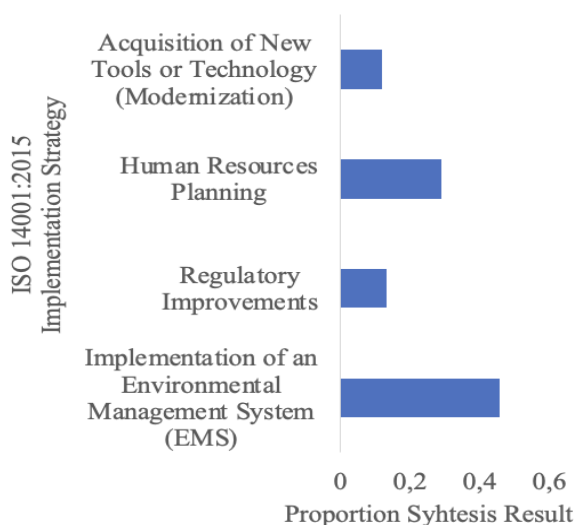 ISO 14001:2015
Implementation Strategy
Acquisition of New
Tools or Technology
(Modernization)
Human Resources
Planning
Regulatory
Improvements
Implementation of an
Environmental
Management System
(EMS)
0 0,2 0,4 0,6
Proportion Syhtesis Result